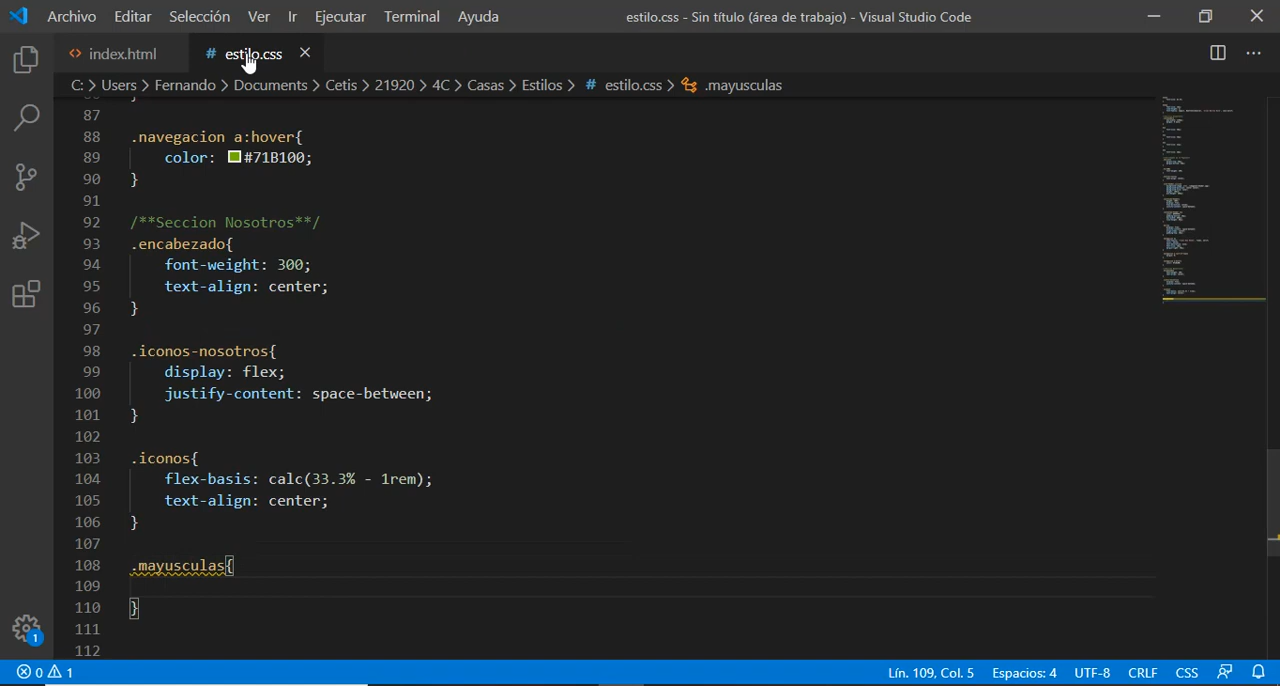 Archivo Editar Selección Ver Ir Ejecutar Terminal Ayuda estilo.css - Sin título (área de trabajo) - Visual Studio Code
index.html # estilo.css
C: > Users > Fernando > Documents > Cetis > 21920 > 4C > Casas > Estilos > # estilo.css > .mayusculas
87
88 .navegacion a:hover{
89 color: #71B100;
90 }
91
92 /**Seccion Nosotros**/
93 .encabezado{
94 font-weight: 300;
95 text-align: center;
96 }
97
98 .iconos-nosotros{
99 display: flex;
100 justify-content: space-between;
101 }
102
103 .iconos{
104 flex-basis: calc(33.3% - 1rem);
105 text-align: center;
106 }
107
108 .mayusculas{
109
110 }
111
112
1
0 1 Lín. 109, Col. 5 Espacios: 4 UTF-8 CRLF CSS